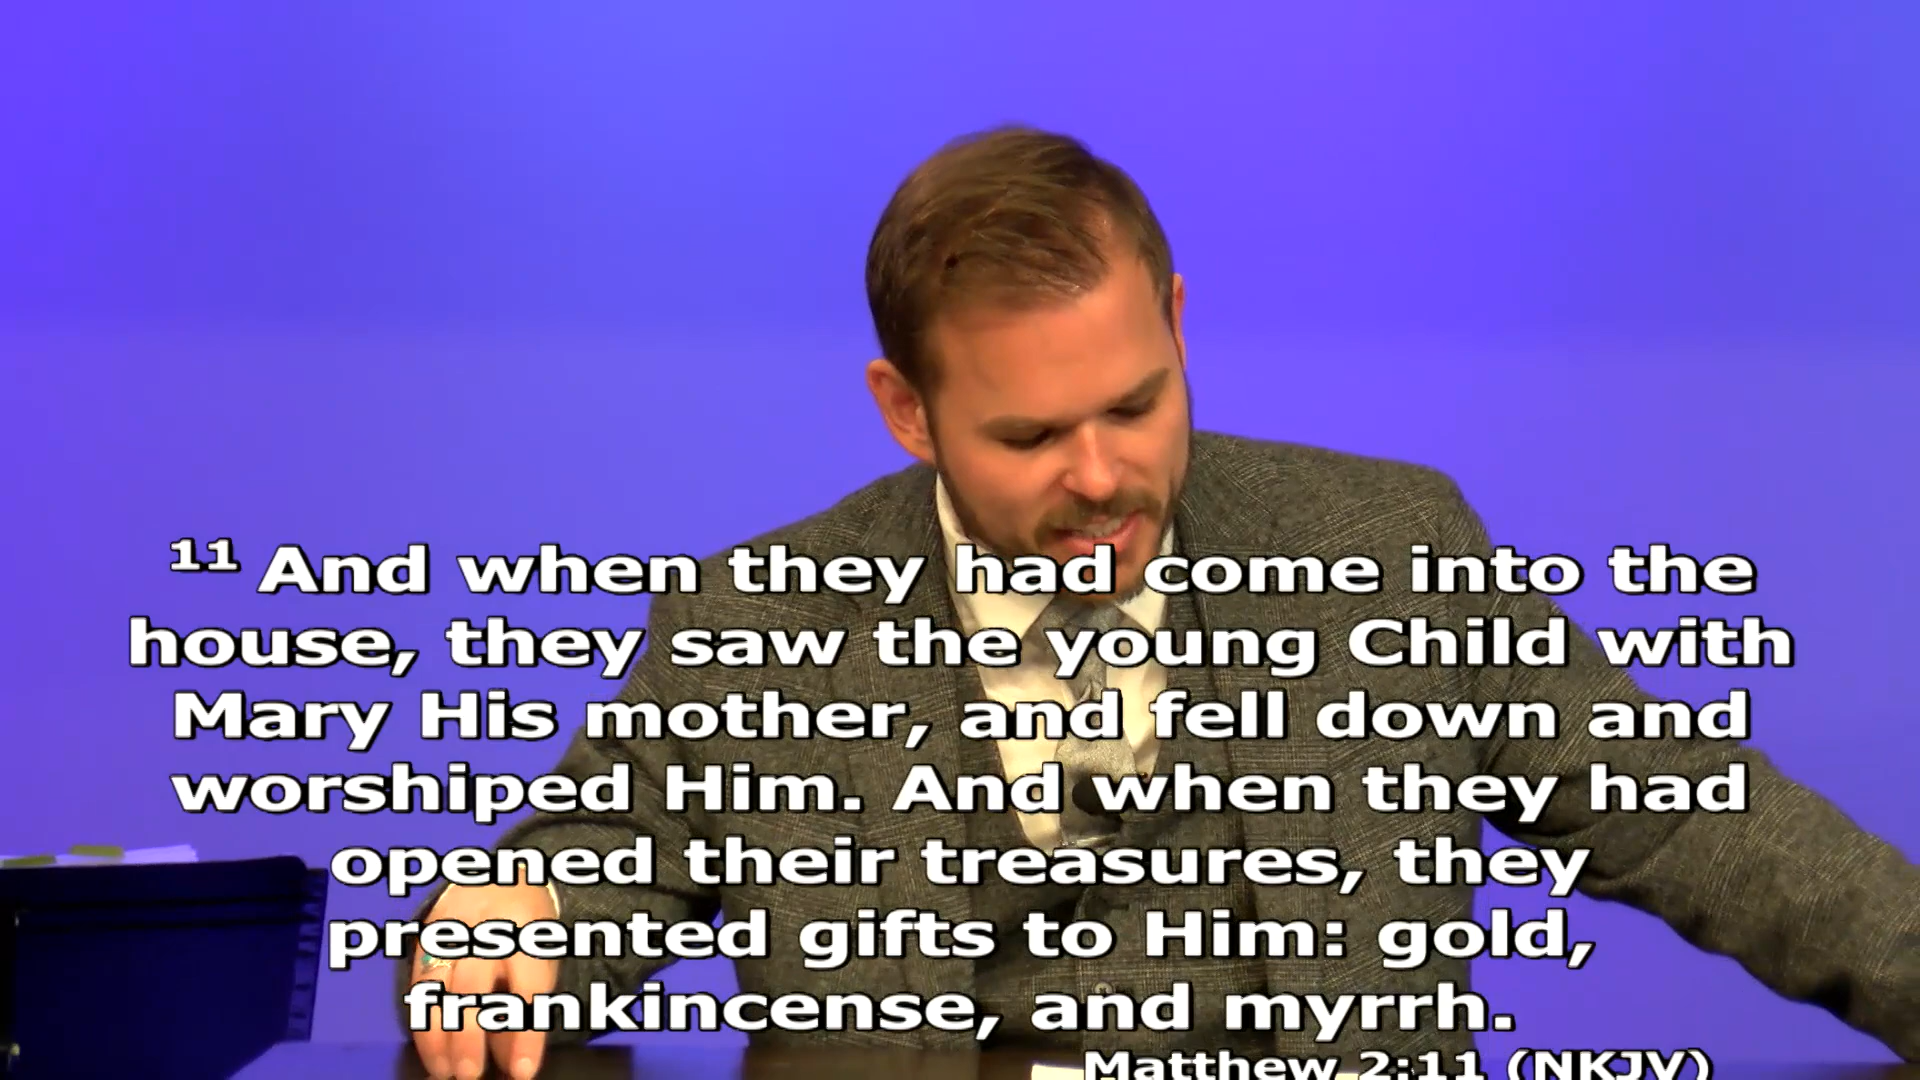 11 And when they had come into the
house, they saw the young Child with
Mary His mother, and fell down and
worshiped Him. And when they had
opened their treasures, they
presented gifts to Him: gold,
frankincense, and myrrh.
Matthew 2:11 (NKJV)